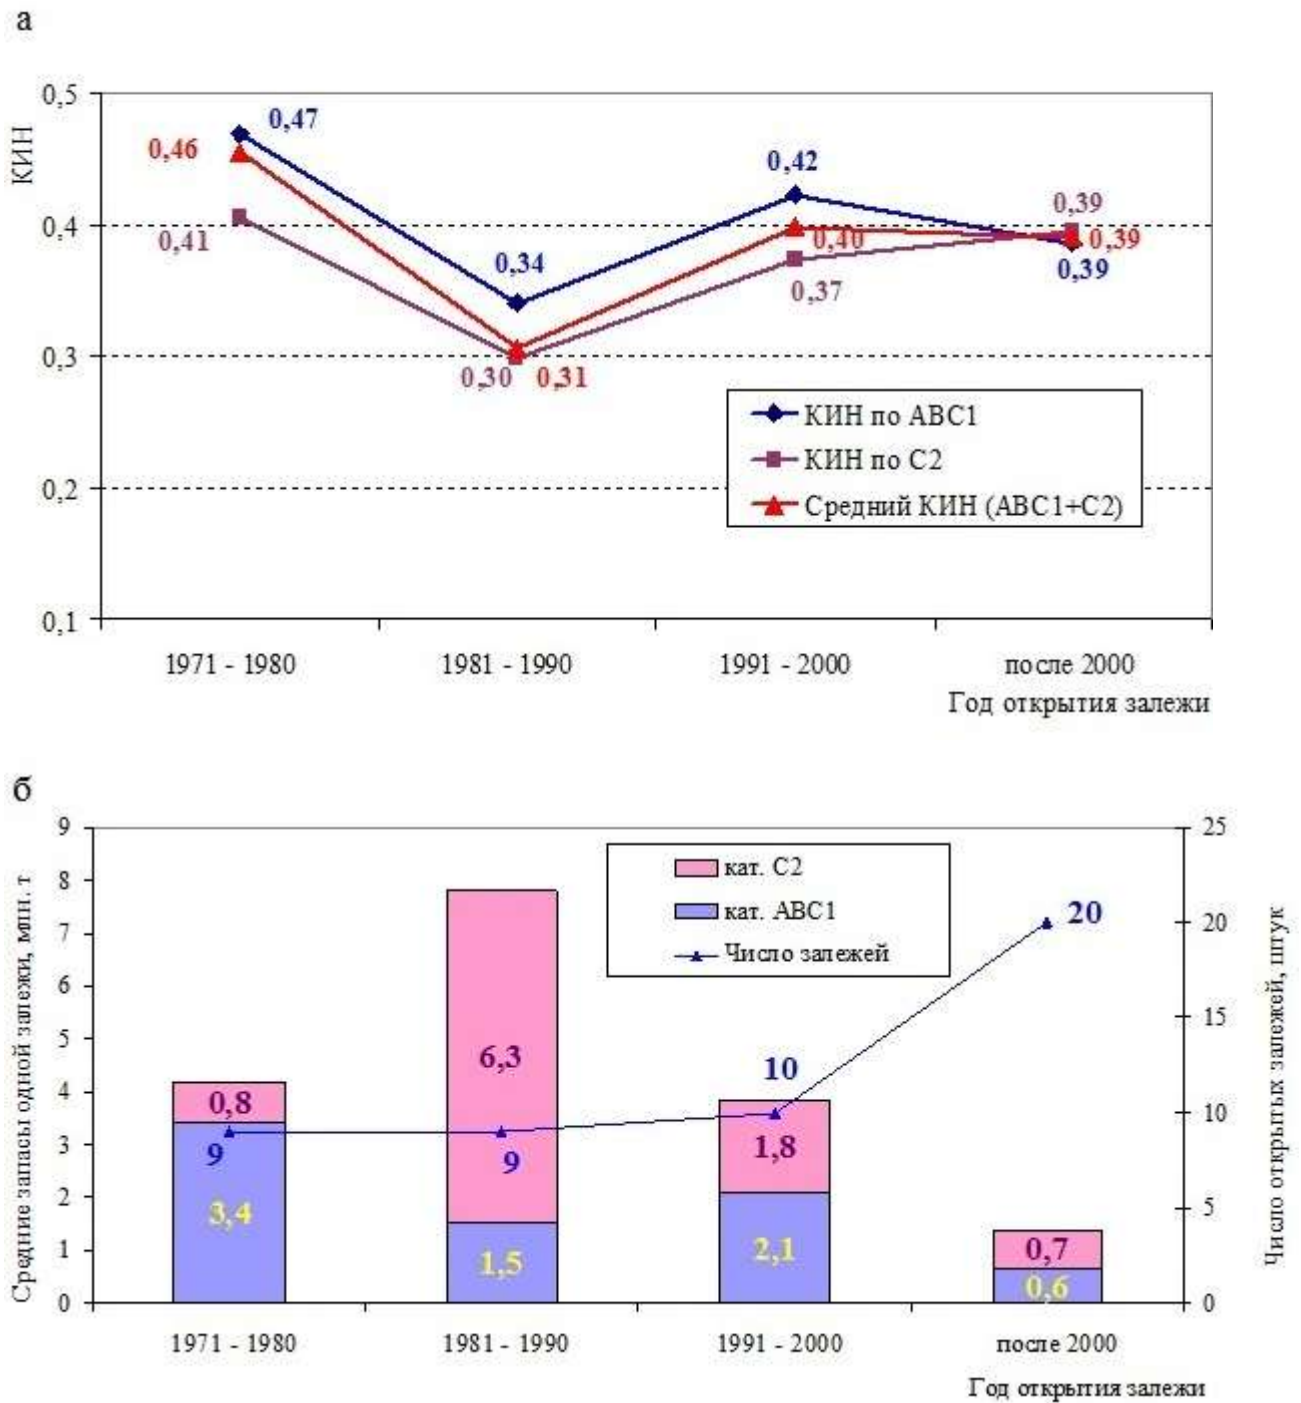 а
КИН
0,5
0,4
0,3
0,2
0,1
0,47
0,46
0,41
0,34
0,30
0,31
0,42
0,40
0,37
0,39
0,39
0,39
КИН по АВС1
КИН по С2
Средний КИН (АВС1+С2)
1971 - 1980
1981 - 1990
1991 - 2000
после 2000
Год открытия залежи
б
Средние запасы одной залежи, млн. т
9
8
7
6
5
4
3
2
1
0
кат. С2
кат. АВС1
Число залежей
0,8
9
3,4
6,3
9
1,5
10
1,8
2,1
20
0,7
0,6
25
20
15
10
5
0
Число открытых залежей, штук
1971 - 1980
1981 - 1990
1991 - 2000
после 2000
Год открытия залежи